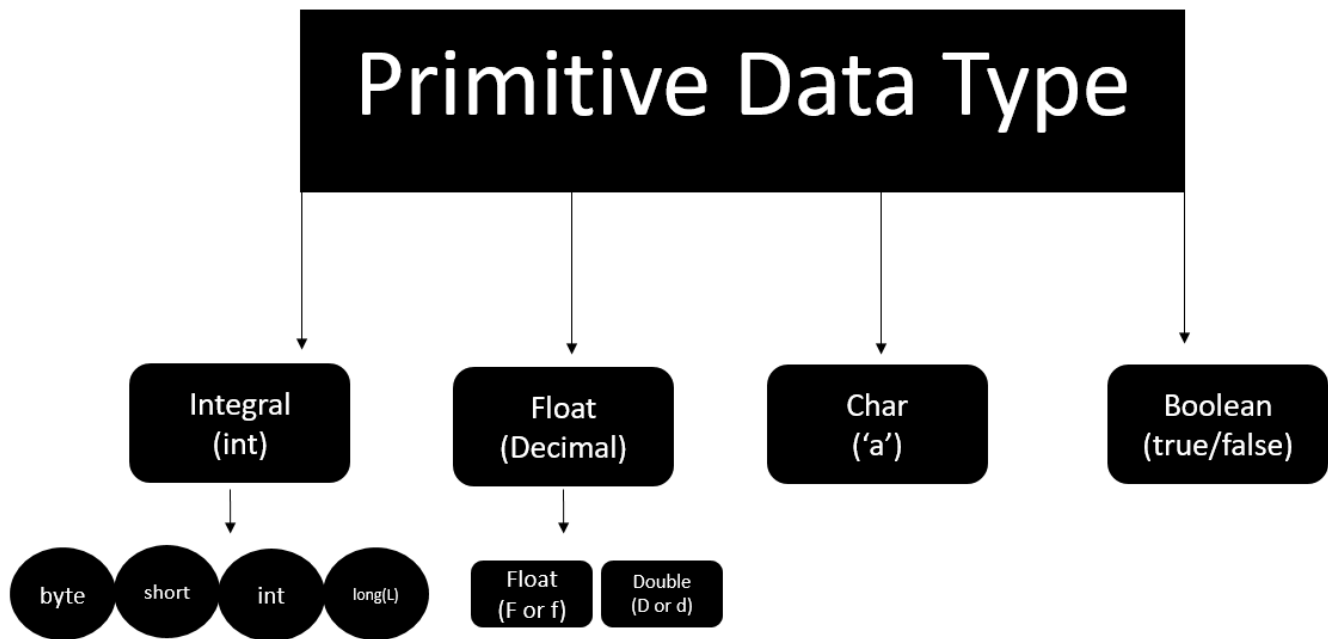 Primitive Data Type
Integral
(int)
Float
(Decimal)
Char
(‘a’)
Boolean
(true/false)
byte
short
int
long(L)
Float
(F or f)
Double
(D or d)